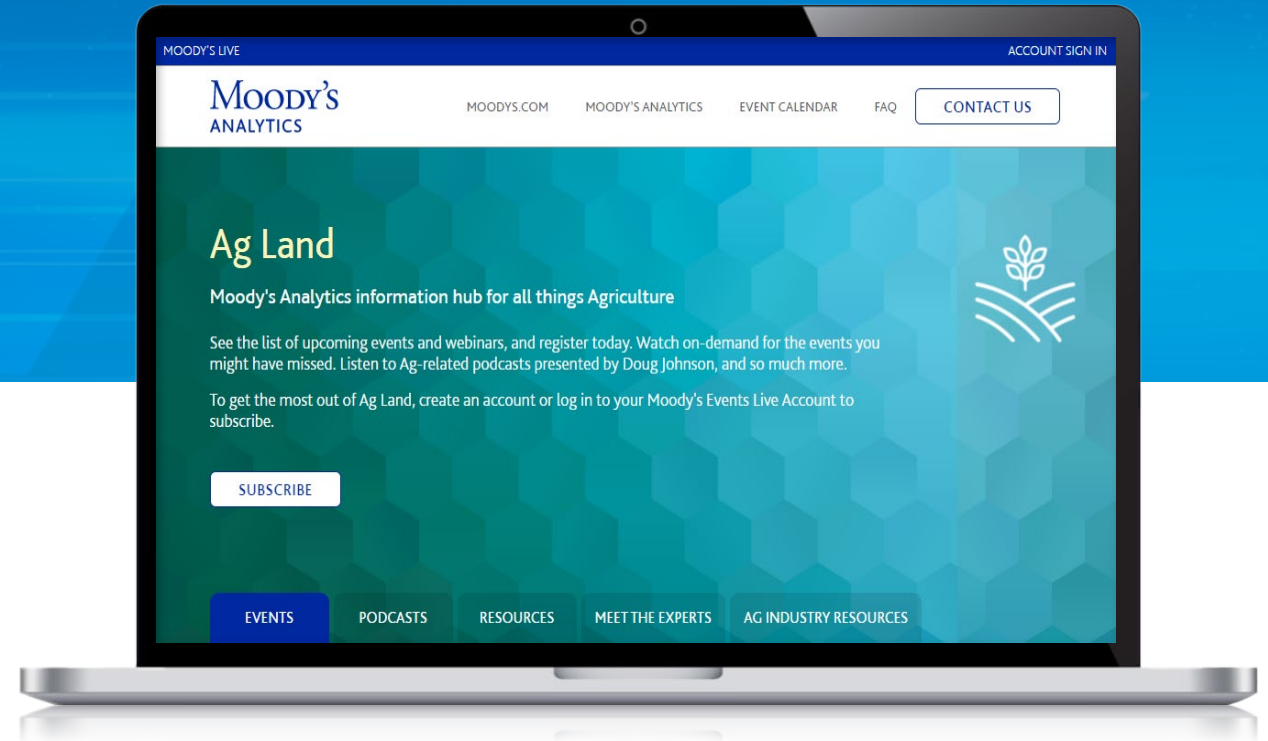 MOODY'S LIVE
ACCOUNT SIGN IN
MOODY'S
ANALYTICS
MOODYS.COM
MOODY'S ANALYTICS
EVENT CALENDAR
FAQ
CONTACT US
Ag Land
Moody's Analytics information hub for all things Agriculture
See the list of upcoming events and webinars, and register today. Watch on-demand for the events you
might have missed. Listen to Ag-related podcasts presented by Doug Johnson, and so much more.
To get the most out of Ag Land, create an account or log in to your Moody's Events Live Account to
subscribe.
SUBSCRIBE
EVENTS
PODCASTS
RESOURCES
MEET THE EXPERTS
AG INDUSTRY RESOURCES